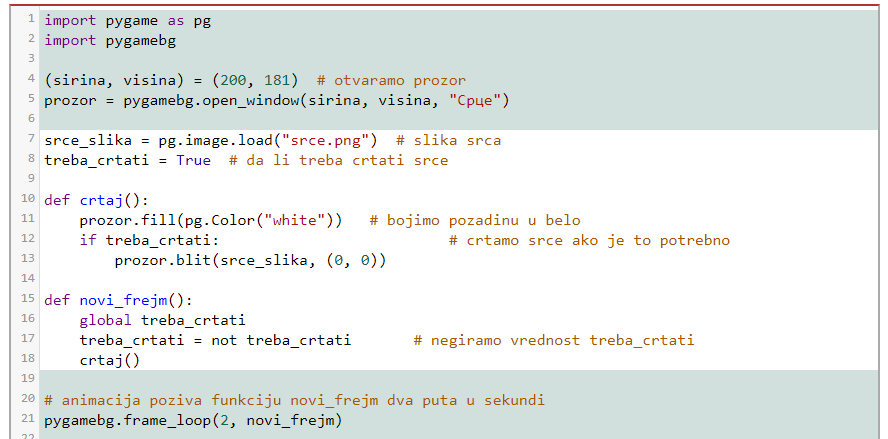 1 import pygame as pg
2 import pygamebg
3
4 (sirina, visina) = (200, 181)  # otvaramo prozor
5 prozor = pygamebg.open_window(sirina, visina, "Срце")
6
7 srce_slika = pg.image.load("srce.png")  # slika srca
8 treba_crtati = True  # da li treba crtati srce
9
10 def crtaj():
11     prozor.fill(pg.Color("white"))   # bojimo pozadinu u belo
12     if treba_crtati:                          # crtamo srce ako je to potrebno
13         prozor.blit(srce_slika, (0, 0))
14
15 def novi_frejm():
16     global treba_crtati
17     treba_crtati = not treba_crtati       # negiramo vrednost treba_crtati
18     crtaj()
19
20 # animacija poziva funkciju novi_frejm dva puta u sekundi
21 pygamebg.frame_loop(2, novi_frejm)
22